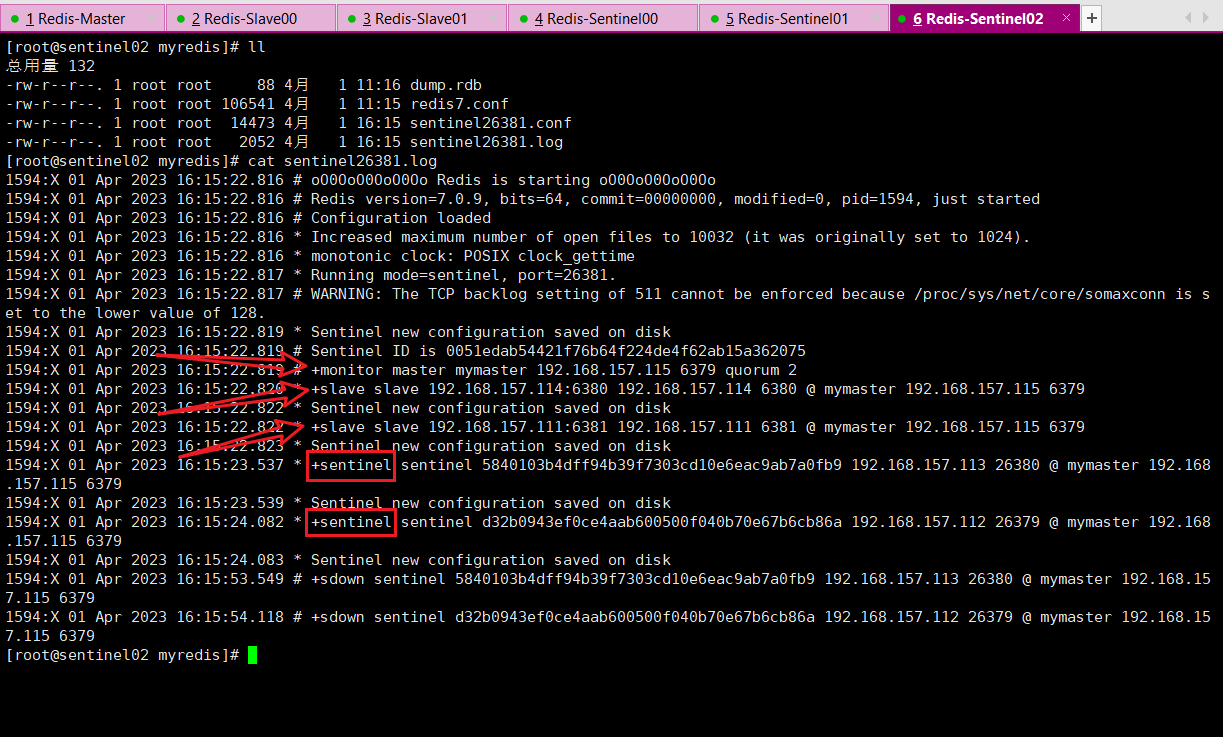 1 Redis-Master
2 Redis-Slave00
3 Redis-Slave01
4 Redis-Sentinel00
5 Redis-Sentinel01
6 Redis-Sentinel02 × +
[root@sentinel02 myredis]# ll
总用量 132
-rw-r--r--. 1 root root     88 4月   1 11:16 dump.rdb
-rw-r--r--. 1 root root 106541 4月   1 11:15 redis7.conf
-rw-r--r--. 1 root root  14473 4月   1 16:15 sentinel26381.conf
-rw-r--r--. 1 root root   2052 4月   1 16:15 sentinel26381.log
[root@sentinel02 myredis]# cat sentinel26381.log
1594:X 01 Apr 2023 16:15:22.816 # oO0OoO0OoO0Oo Redis is starting oO0OoO0OoO0Oo
1594:X 01 Apr 2023 16:15:22.816 # Redis version=7.0.9, bits=64, commit=00000000, modified=0, pid=1594, just started
1594:X 01 Apr 2023 16:15:22.816 # Configuration loaded
1594:X 01 Apr 2023 16:15:22.816 * Increased maximum number of open files to 10032 (it was originally set to 1024).
1594:X 01 Apr 2023 16:15:22.816 * monotonic clock: POSIX clock_gettime
1594:X 01 Apr 2023 16:15:22.817 * Running mode=sentinel, port=26381.
1594:X 01 Apr 2023 16:15:22.817 # WARNING: The TCP backlog setting of 511 cannot be enforced because /proc/sys/net/core/somaxconn is s
et to the lower value of 128.
1594:X 01 Apr 2023 16:15:22.819 * Sentinel new configuration saved on disk
1594:X 01 Apr 2023 16:15:22.819 # Sentinel ID is 0051edab54421f76b64f224de4f62ab15a362075
1594:X 01 Apr 2023 16:15:22.819 # +monitor master mymaster 192.168.157.115 6379 quorum 2
1594:X 01 Apr 2023 16:15:22.820 * +slave slave 192.168.157.114:6380 192.168.157.114 6380 @ mymaster 192.168.157.115 6379
1594:X 01 Apr 2023 16:15:22.822 * Sentinel new configuration saved on disk
1594:X 01 Apr 2023 16:15:22.822 * +slave slave 192.168.157.111:6381 192.168.157.111 6381 @ mymaster 192.168.157.115 6379
1594:X 01 Apr 2023 16:15:22.823 * Sentinel new configuration saved on disk
1594:X 01 Apr 2023 16:15:23.537 * +sentinel sentinel 5840103b4dff94b39f7303cd10e6eac9ab7a0fb9 192.168.157.113 26380 @ mymaster 192.168
.157.115 6379
1594:X 01 Apr 2023 16:15:23.539 * Sentinel new configuration saved on disk
1594:X 01 Apr 2023 16:15:24.082 * +sentinel sentinel d32b0943ef0ce4aab600500f040b70e67b6cb86a 192.168.157.112 26379 @ mymaster 192.168
.157.115 6379
1594:X 01 Apr 2023 16:15:24.083 * Sentinel new configuration saved on disk
1594:X 01 Apr 2023 16:15:53.549 # +sdown sentinel 5840103b4dff94b39f7303cd10e6eac9ab7a0fb9 192.168.157.113 26380 @ mymaster 192.168.15
7.115 6379
1594:X 01 Apr 2023 16:15:54.118 # +sdown sentinel d32b0943ef0ce4aab600500f040b70e67b6cb86a 192.168.157.112 26379 @ mymaster 192.168.15
7.115 6379
[root@sentinel02 myredis]#